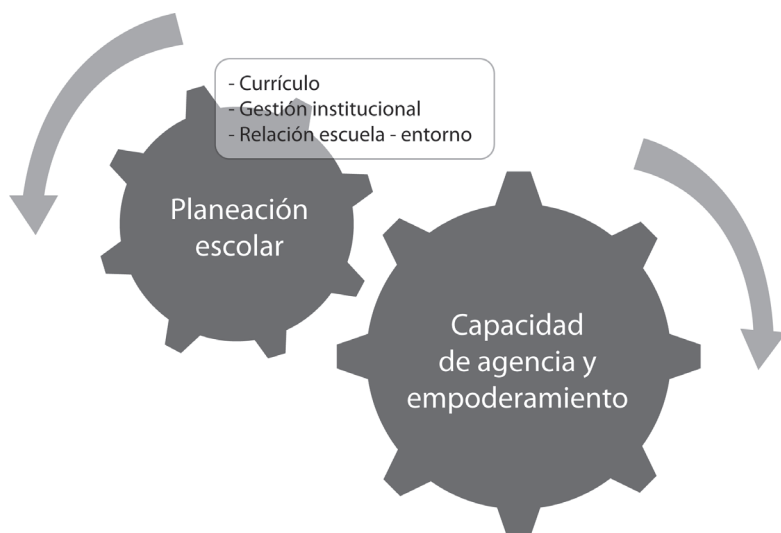 - Currículo
- Gestión institucional
- Relación escuela - entorno
Planeación
escolar
Capacidad
de agencia y
empoderamiento